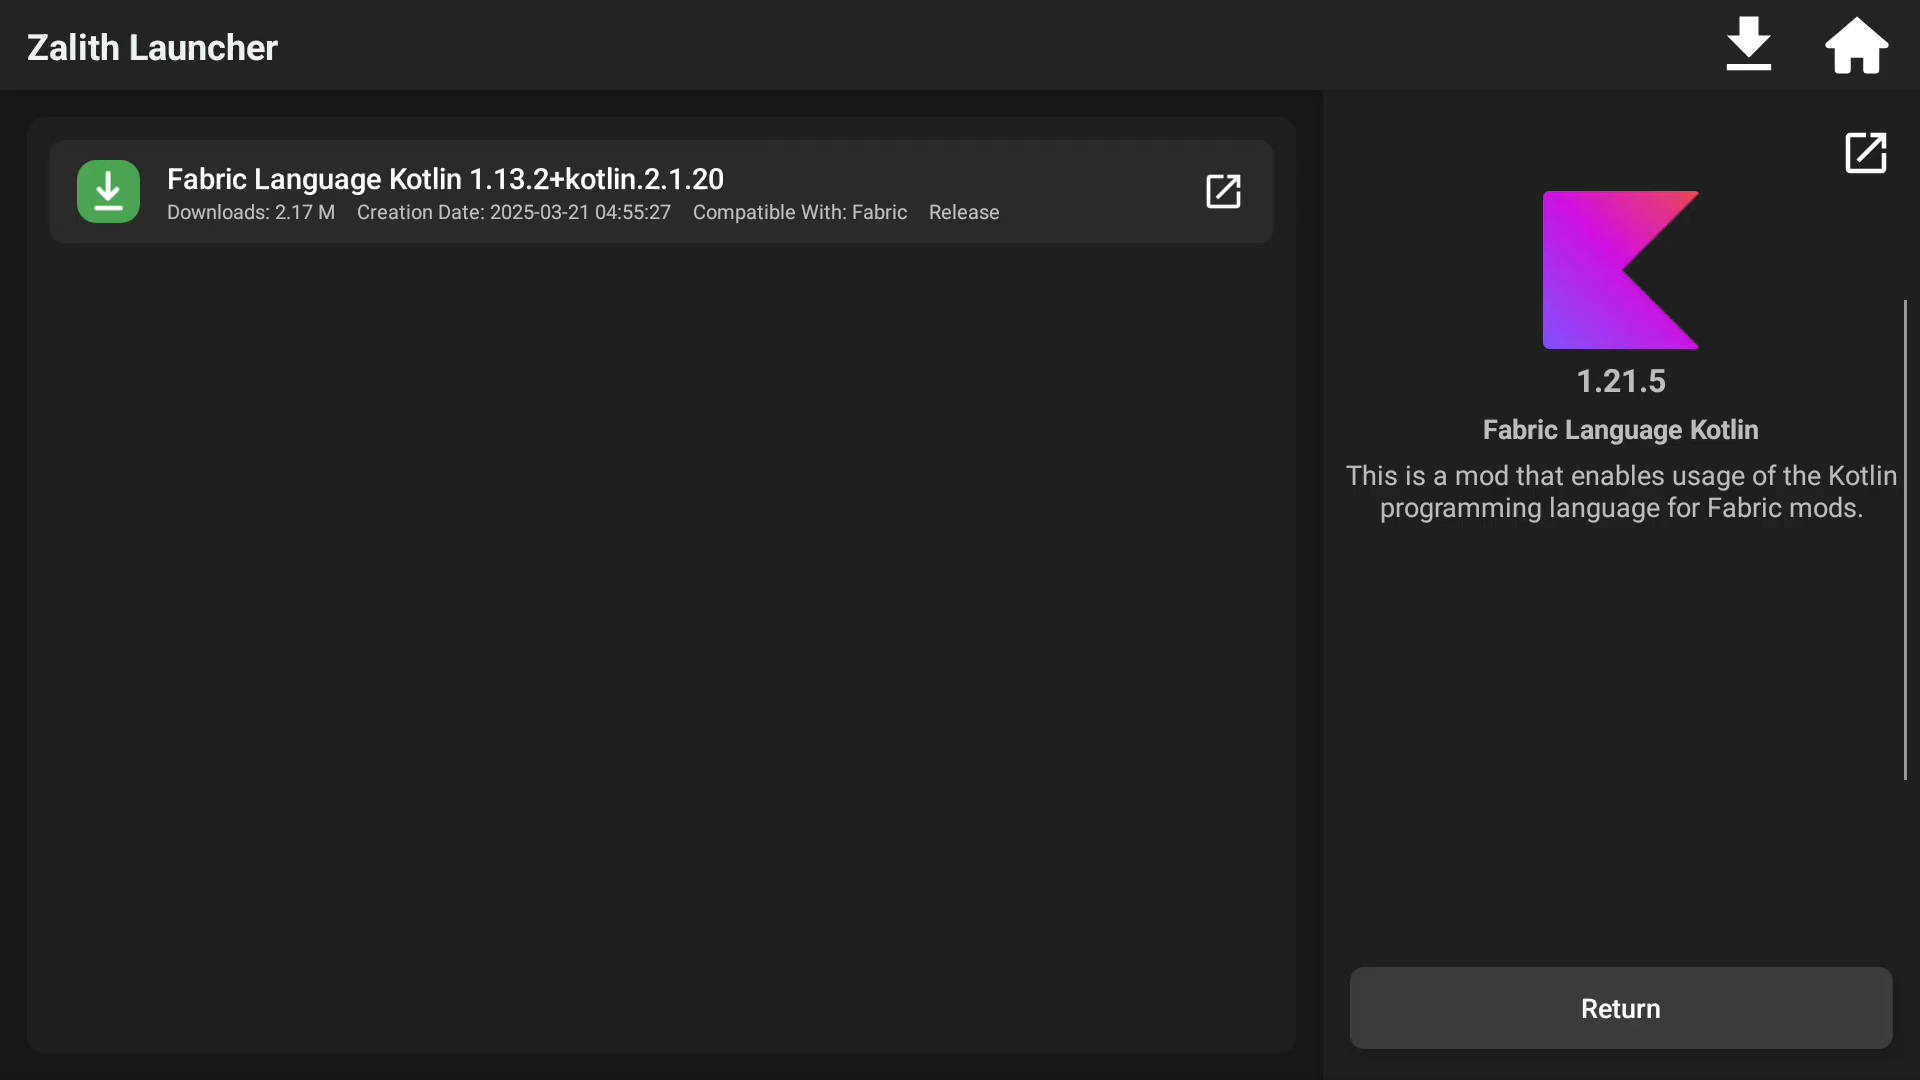 Zalith Launcher
Fabric Language Kotlin 1.13.2+kotlin.2.1.20
Downloads: 2.17 M Creation Date: 2025-03-21 04:55:27 Compatible With: Fabric Release
1.21.5
Fabric Language Kotlin
This is a mod that enables usage of the Kotlin
programming language for Fabric mods.
Return